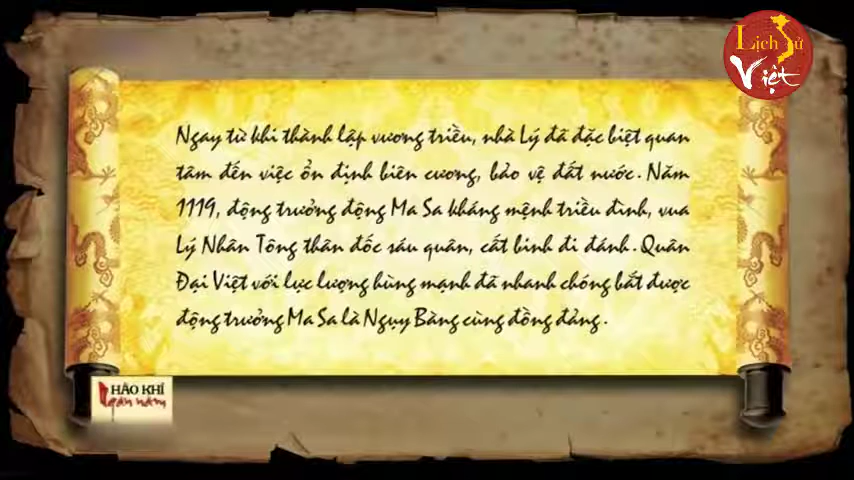 Lịch Sử
Việt
Ngay từ khi thành lập vương triều, nhà Lý đã đặc biệt quan
tâm đến việc ổn định biên cương, bảo vệ đất nước. Năm
1119, động trưởng động Ma Sa kháng mệnh triều đình, vua
Lý Nhân Tông thân đốc sáu quân, cất binh đi đánh. Quân
Đại Việt với lực lượng hùng mạnh đã nhanh chóng bắt được
động trưởng Ma Sa là Ngụy Bàng cùng đồng đảng.
HÀO KHÍ
ngàn năm